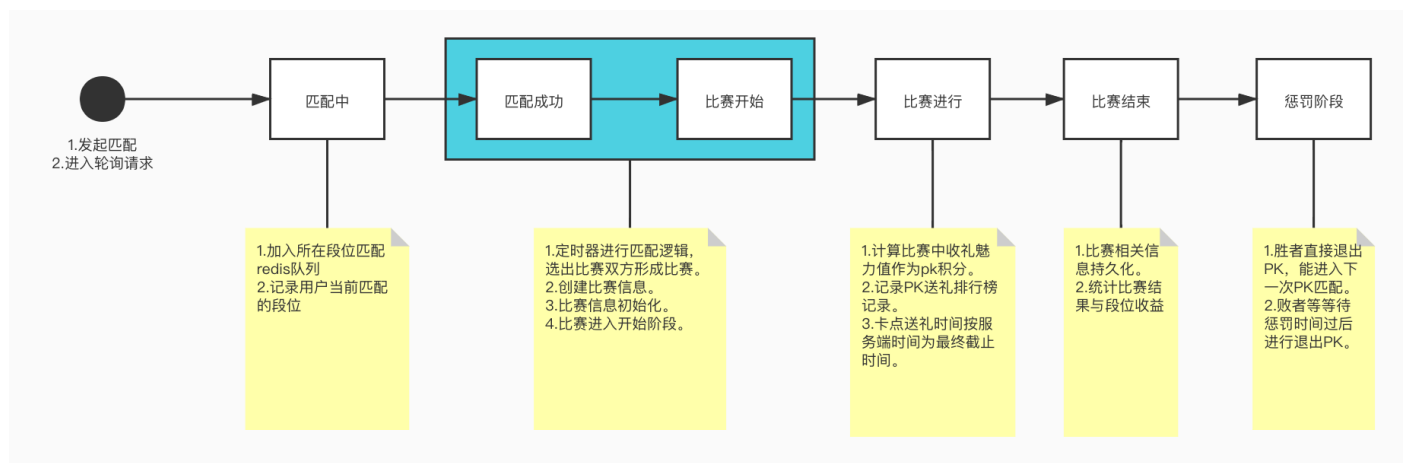 匹配中
匹配成功
比赛开始
比赛进行
比赛结束
惩罚阶段
1.发起匹配
2.进入轮询请求
1.加入所在段位匹配
redis队列
2.记录用户当前匹配
的段位
1.定时器进行匹配逻辑，
选出比赛双方形成比赛。
2.创建比赛信息。
3.比赛信息初始化。
4.比赛进入开始阶段。
1.计算比赛中收礼魅
力值作为pk积分。
2.记录PK送礼排行榜
记录。
3.卡点送礼时间按服
务端时间为最终截止
时间。
1.比赛相关信
息持久化。
2.统计比赛结
果与段位收益
1.胜者直接退出
PK，能进入下
一次PK匹配。
2.败者等等待
惩罚时间过后
进行退出PK。